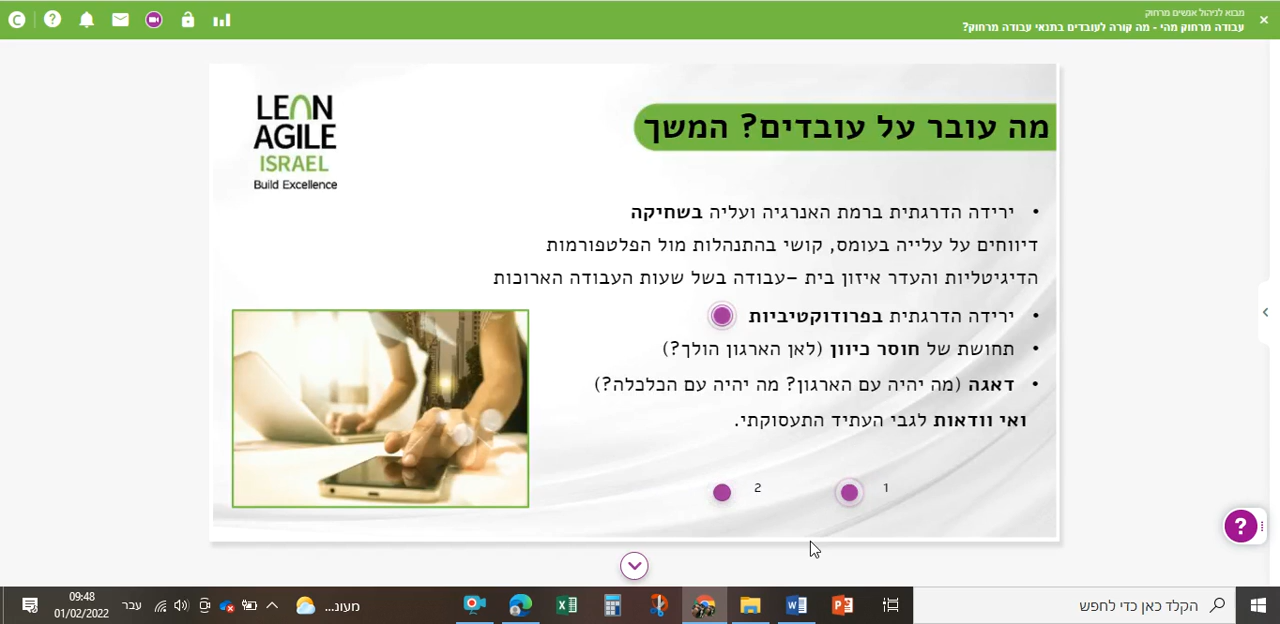 מבוא לניהול אנשים מרחוק
עבודה מרחוק מהי - מה קורה לעובדים בתנאי עבודה מרחוק?
LEAN
AGILE
ISRAEL
Build Excellence
מה עובר על עובדים? המשך
• ירידה הדרגתית ברמת האנרגיה ועליה בשחיקה
דיווחים על עלייה בעומס, קושי בהתנהלות מול הפלטפורמות
הדיגיטליות והעדר איזון בית –עבודה בשל שעות העבודה הארוכות
• ירידה הדרגתית בפרודוקטיביות
• תחושת של חוסר כיוון (לאן הארגון הולך?)
• דאגה (מה יהיה עם הארגון? מה יהיה עם הכלכלה?)
ואי וודאות לגבי העתיד התעסוקתי.
1
2
הקלד כאן כדי לחפש
מעונ...
עבר
09:48
01/02/2022